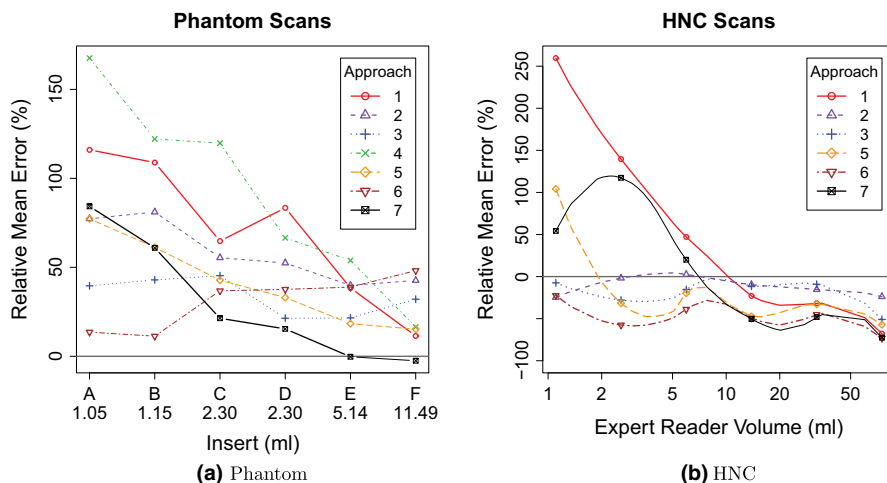 Phantom Scans
Relative Mean Error (%)
150
100
50
0
Approach
1
2
3
4
5
6
7
A B C D E F
1.05 1.15 2.30 2.30 5.14 11.49
Insert (ml)
(a) Phantom
HNC Scans
Relative Mean Error (%)
250
200
150
100
50
0
−100
Approach
1
2
3
5
6
7
1 2 5 10 20 50
Expert Reader Volume (ml)
(b) HNC